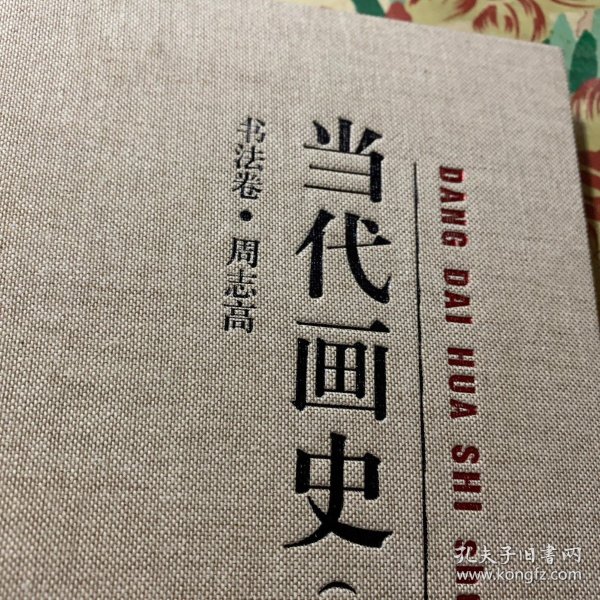 DANG DAI HUA SHI
当代画史（
书法卷·周志高
孔夫子旧書网
www.kongfz.com